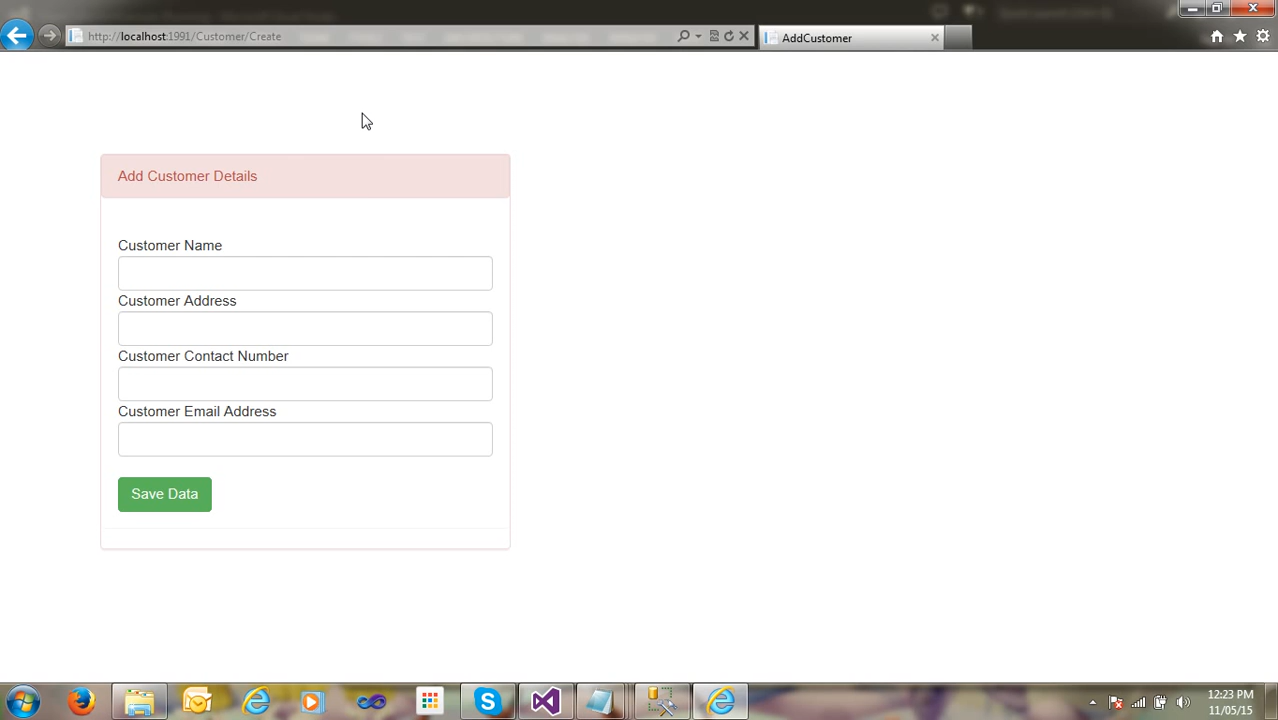 http://localhost:1991/Customer/Create
AddCustomer
Add Customer Details
Customer Name
Customer Address
Customer Contact Number
Customer Email Address
Save Data
12:23 PM
11/05/15